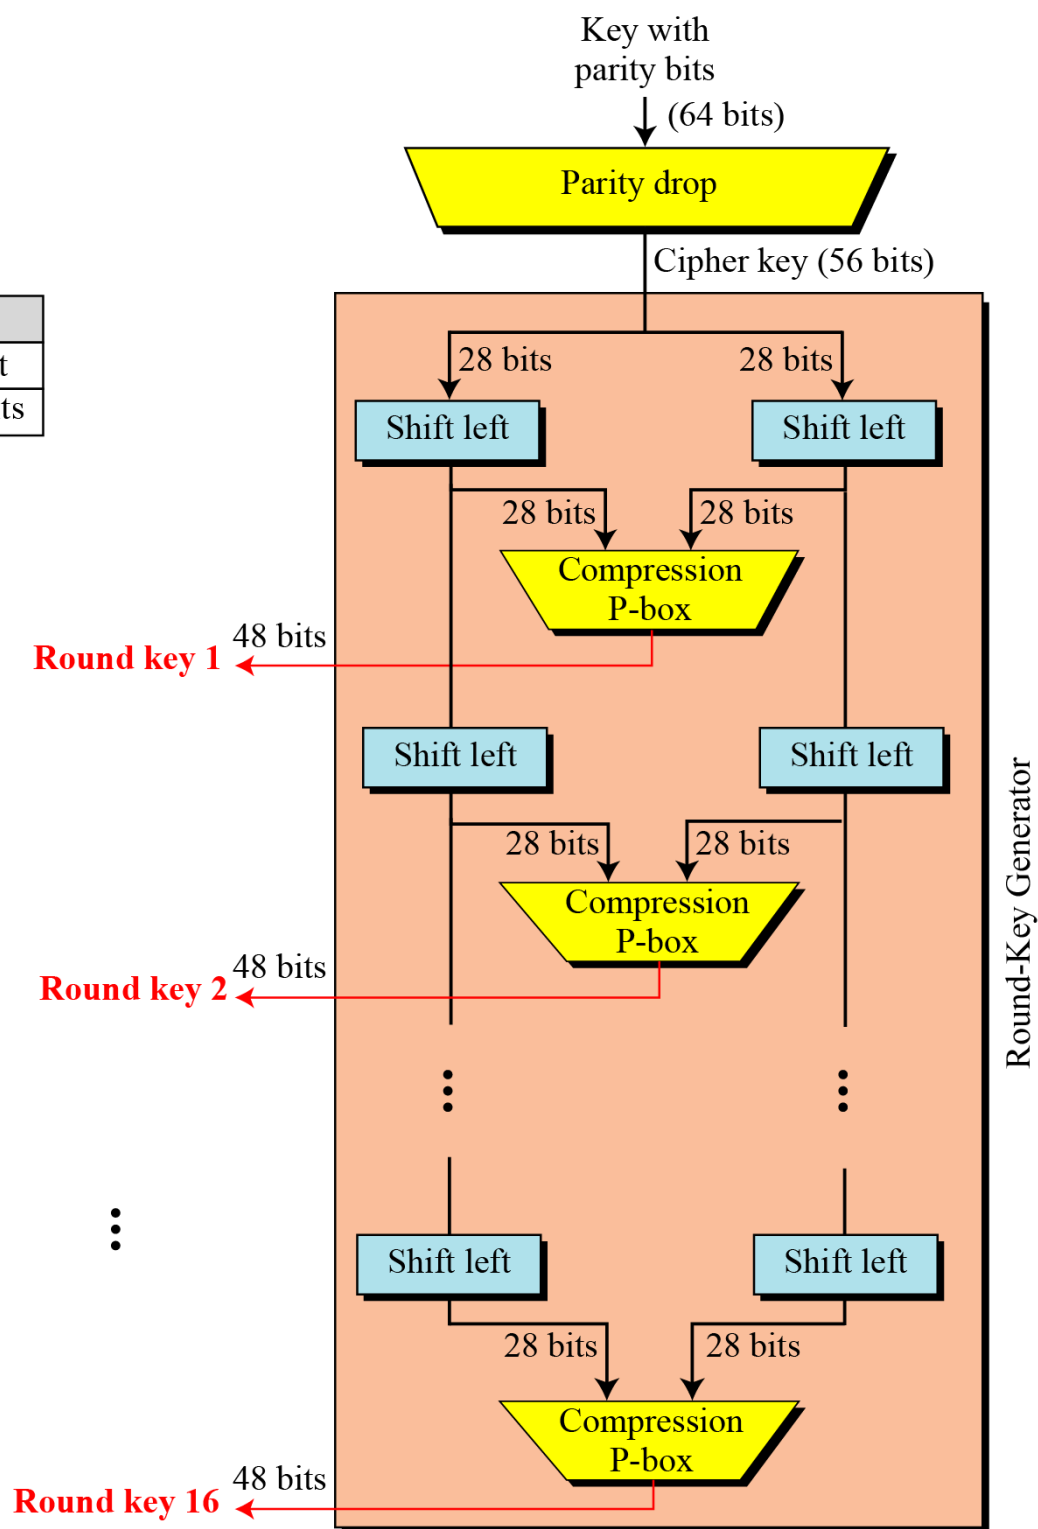 Key with
parity bits
(64 bits)
Parity drop
Cipher key (56 bits)
t
ts
28 bits 28 bits
Shift left Shift left
28 bits 28 bits
Compression
P-box
48 bits
Round key 1
Shift left Shift left
28 bits 28 bits
Compression
P-box
48 bits
Round key 2
Round-Key Generator
Shift left Shift left
28 bits 28 bits
Compression
P-box
48 bits
Round key 16